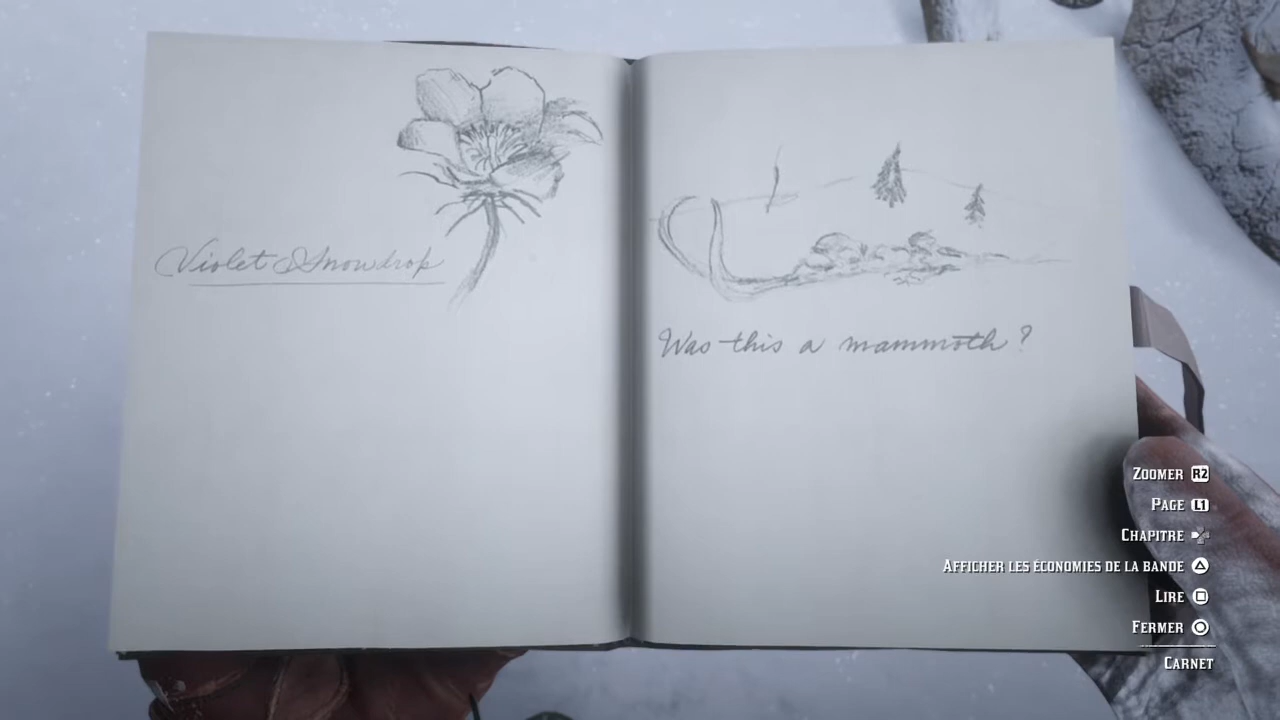 Violet Snowdrop
Was this a mammoth?
ZOOMER R2
PAGE L1
CHAPITRE
AFFICHER LES ÉCONOMIES DE LA BANDE
LIRE
FERMER
CARNET